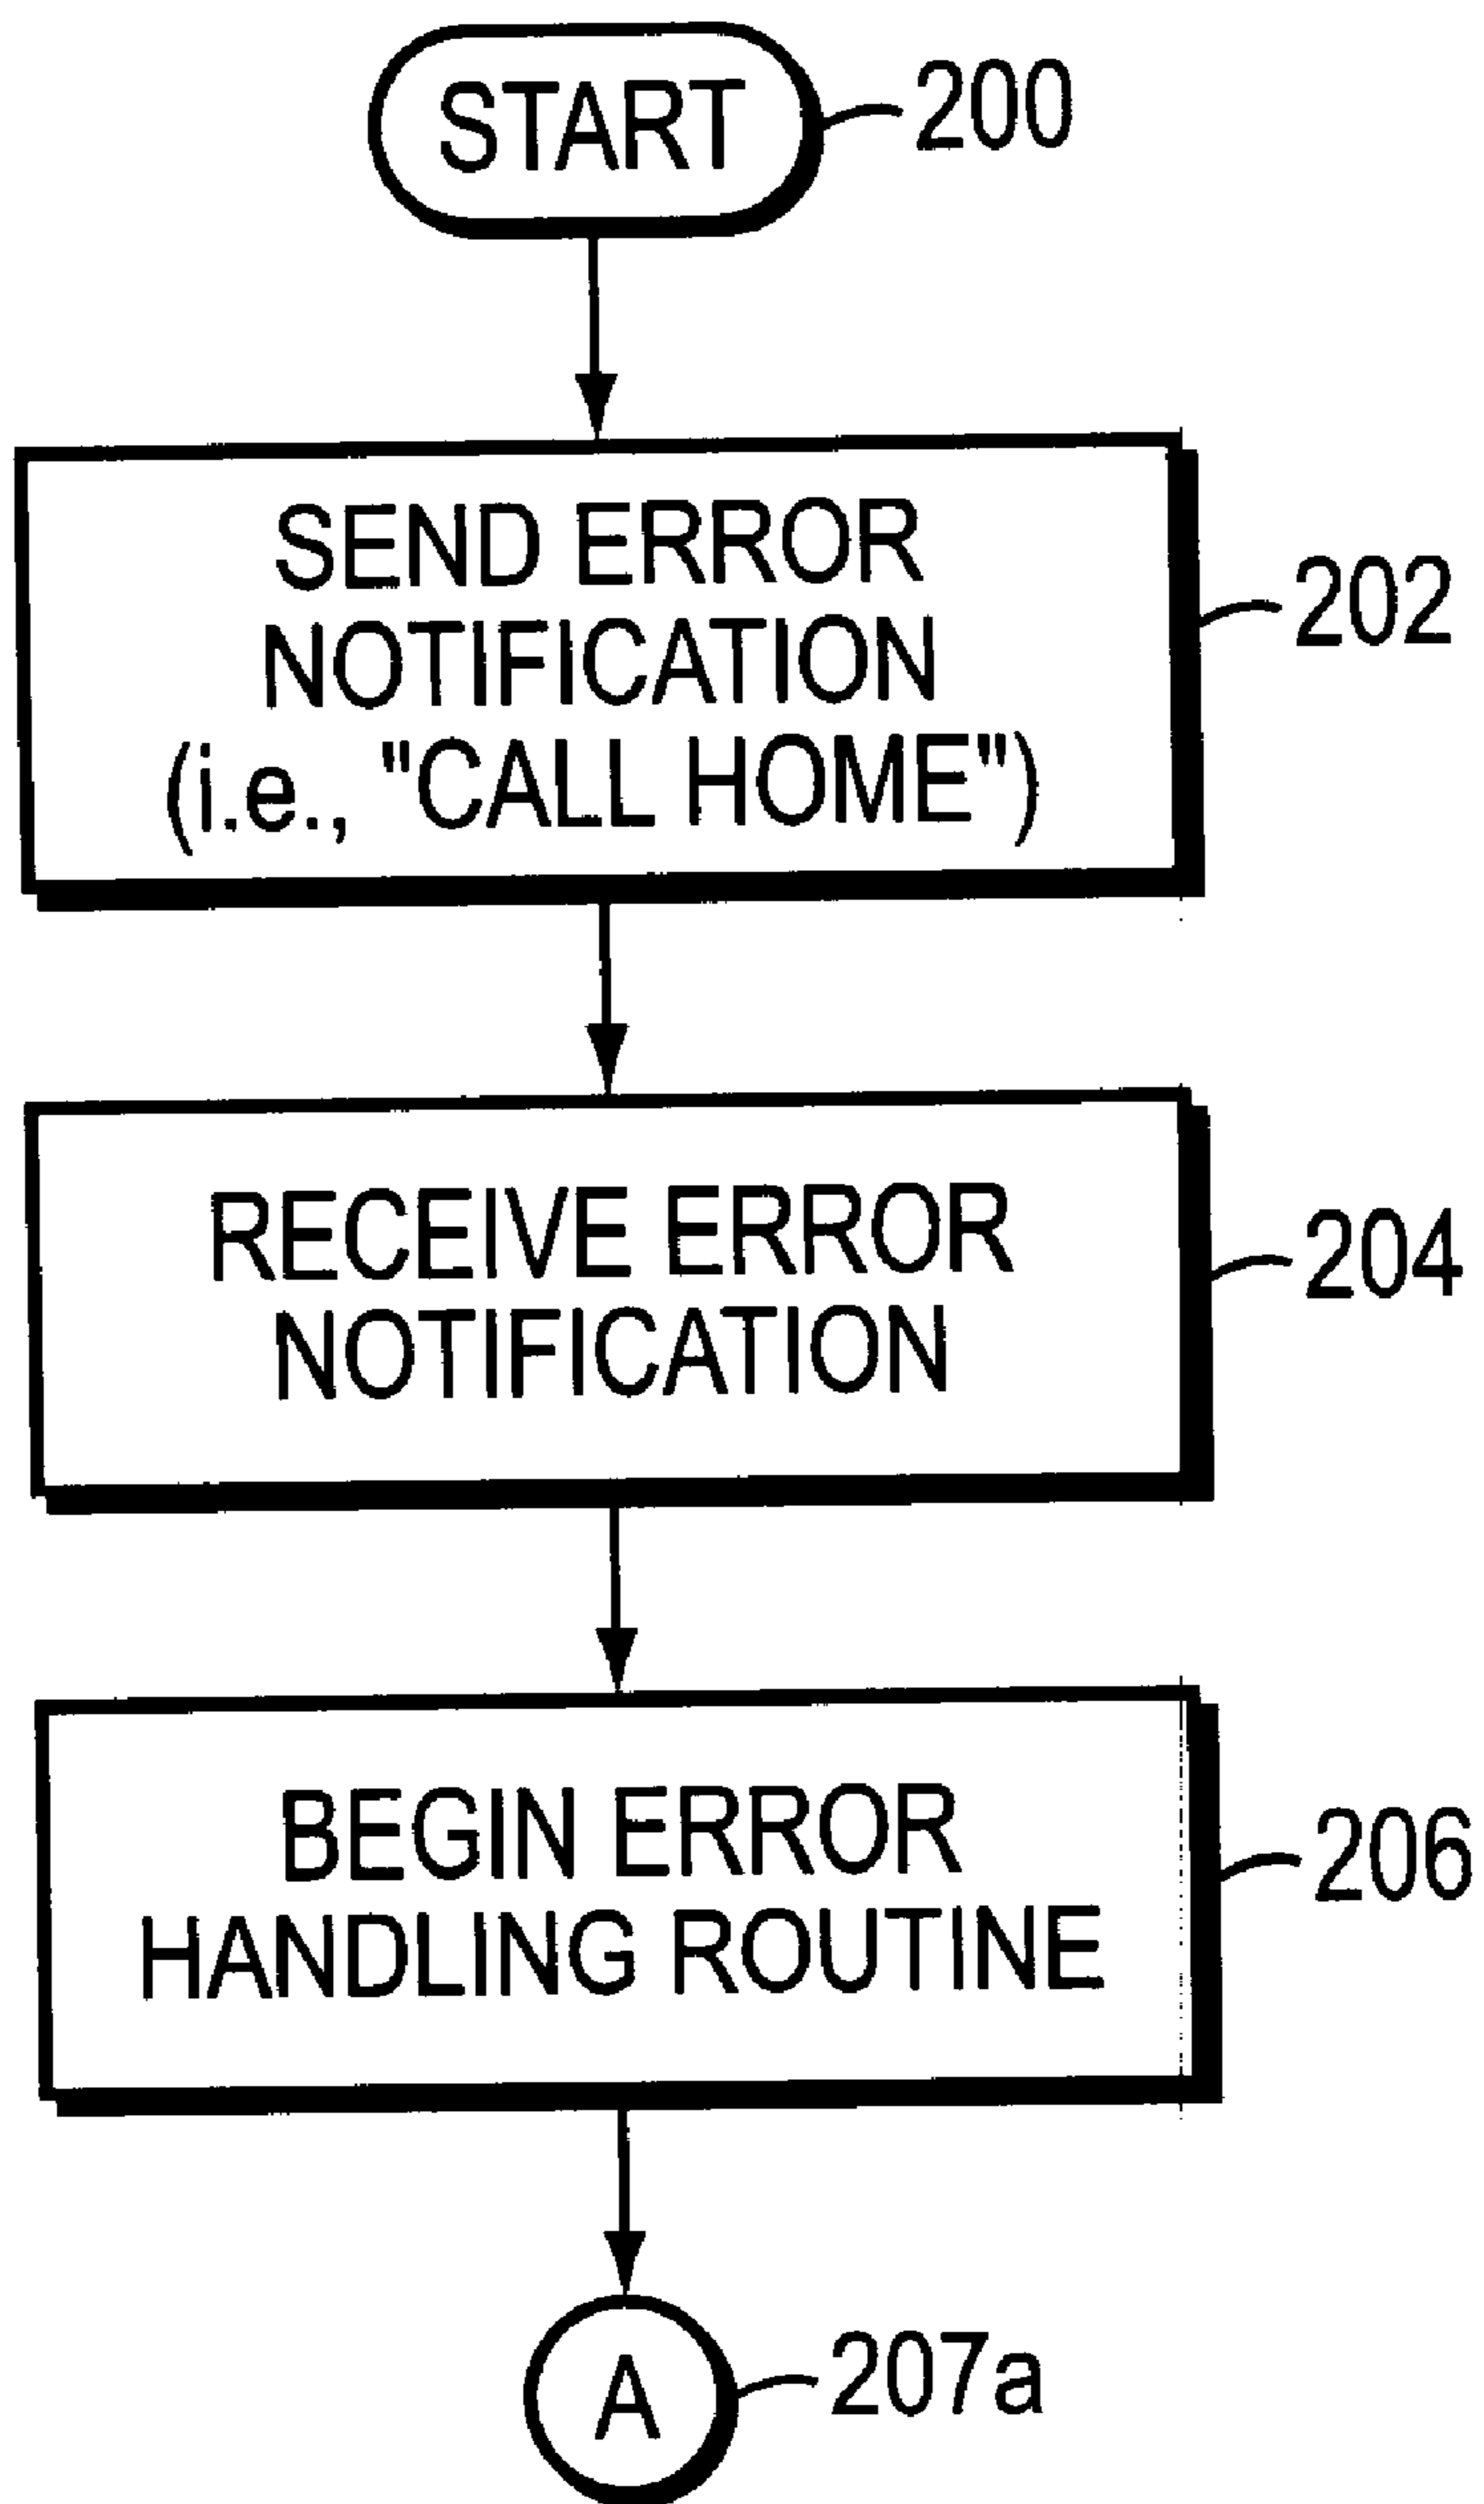 START
200
SEND ERROR
NOTIFICATION
(i.e., "CALL HOME")
202
RECEIVE ERROR
NOTIFICATION
204
BEGIN ERROR
HANDLING ROUTINE
206
A
207a